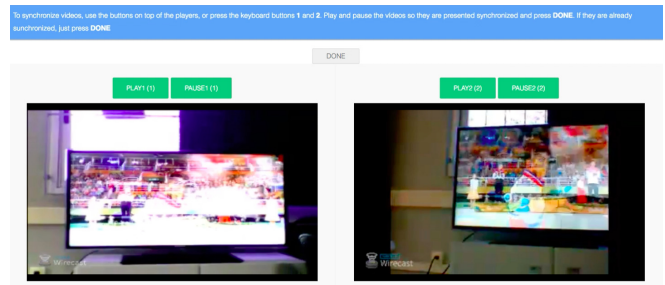 To synchronize videos, use the buttons on top of the players, or press the keyboard buttons 1 and 2. Play and pause the videos so they are presented synchronized and press DONE. If they are already
sunchronized, just press DONE
DONE
PLAY1 (1) PAUSE1 (1) PLAY2 (2) PAUSE2 (2)
Wirecast Wirecast